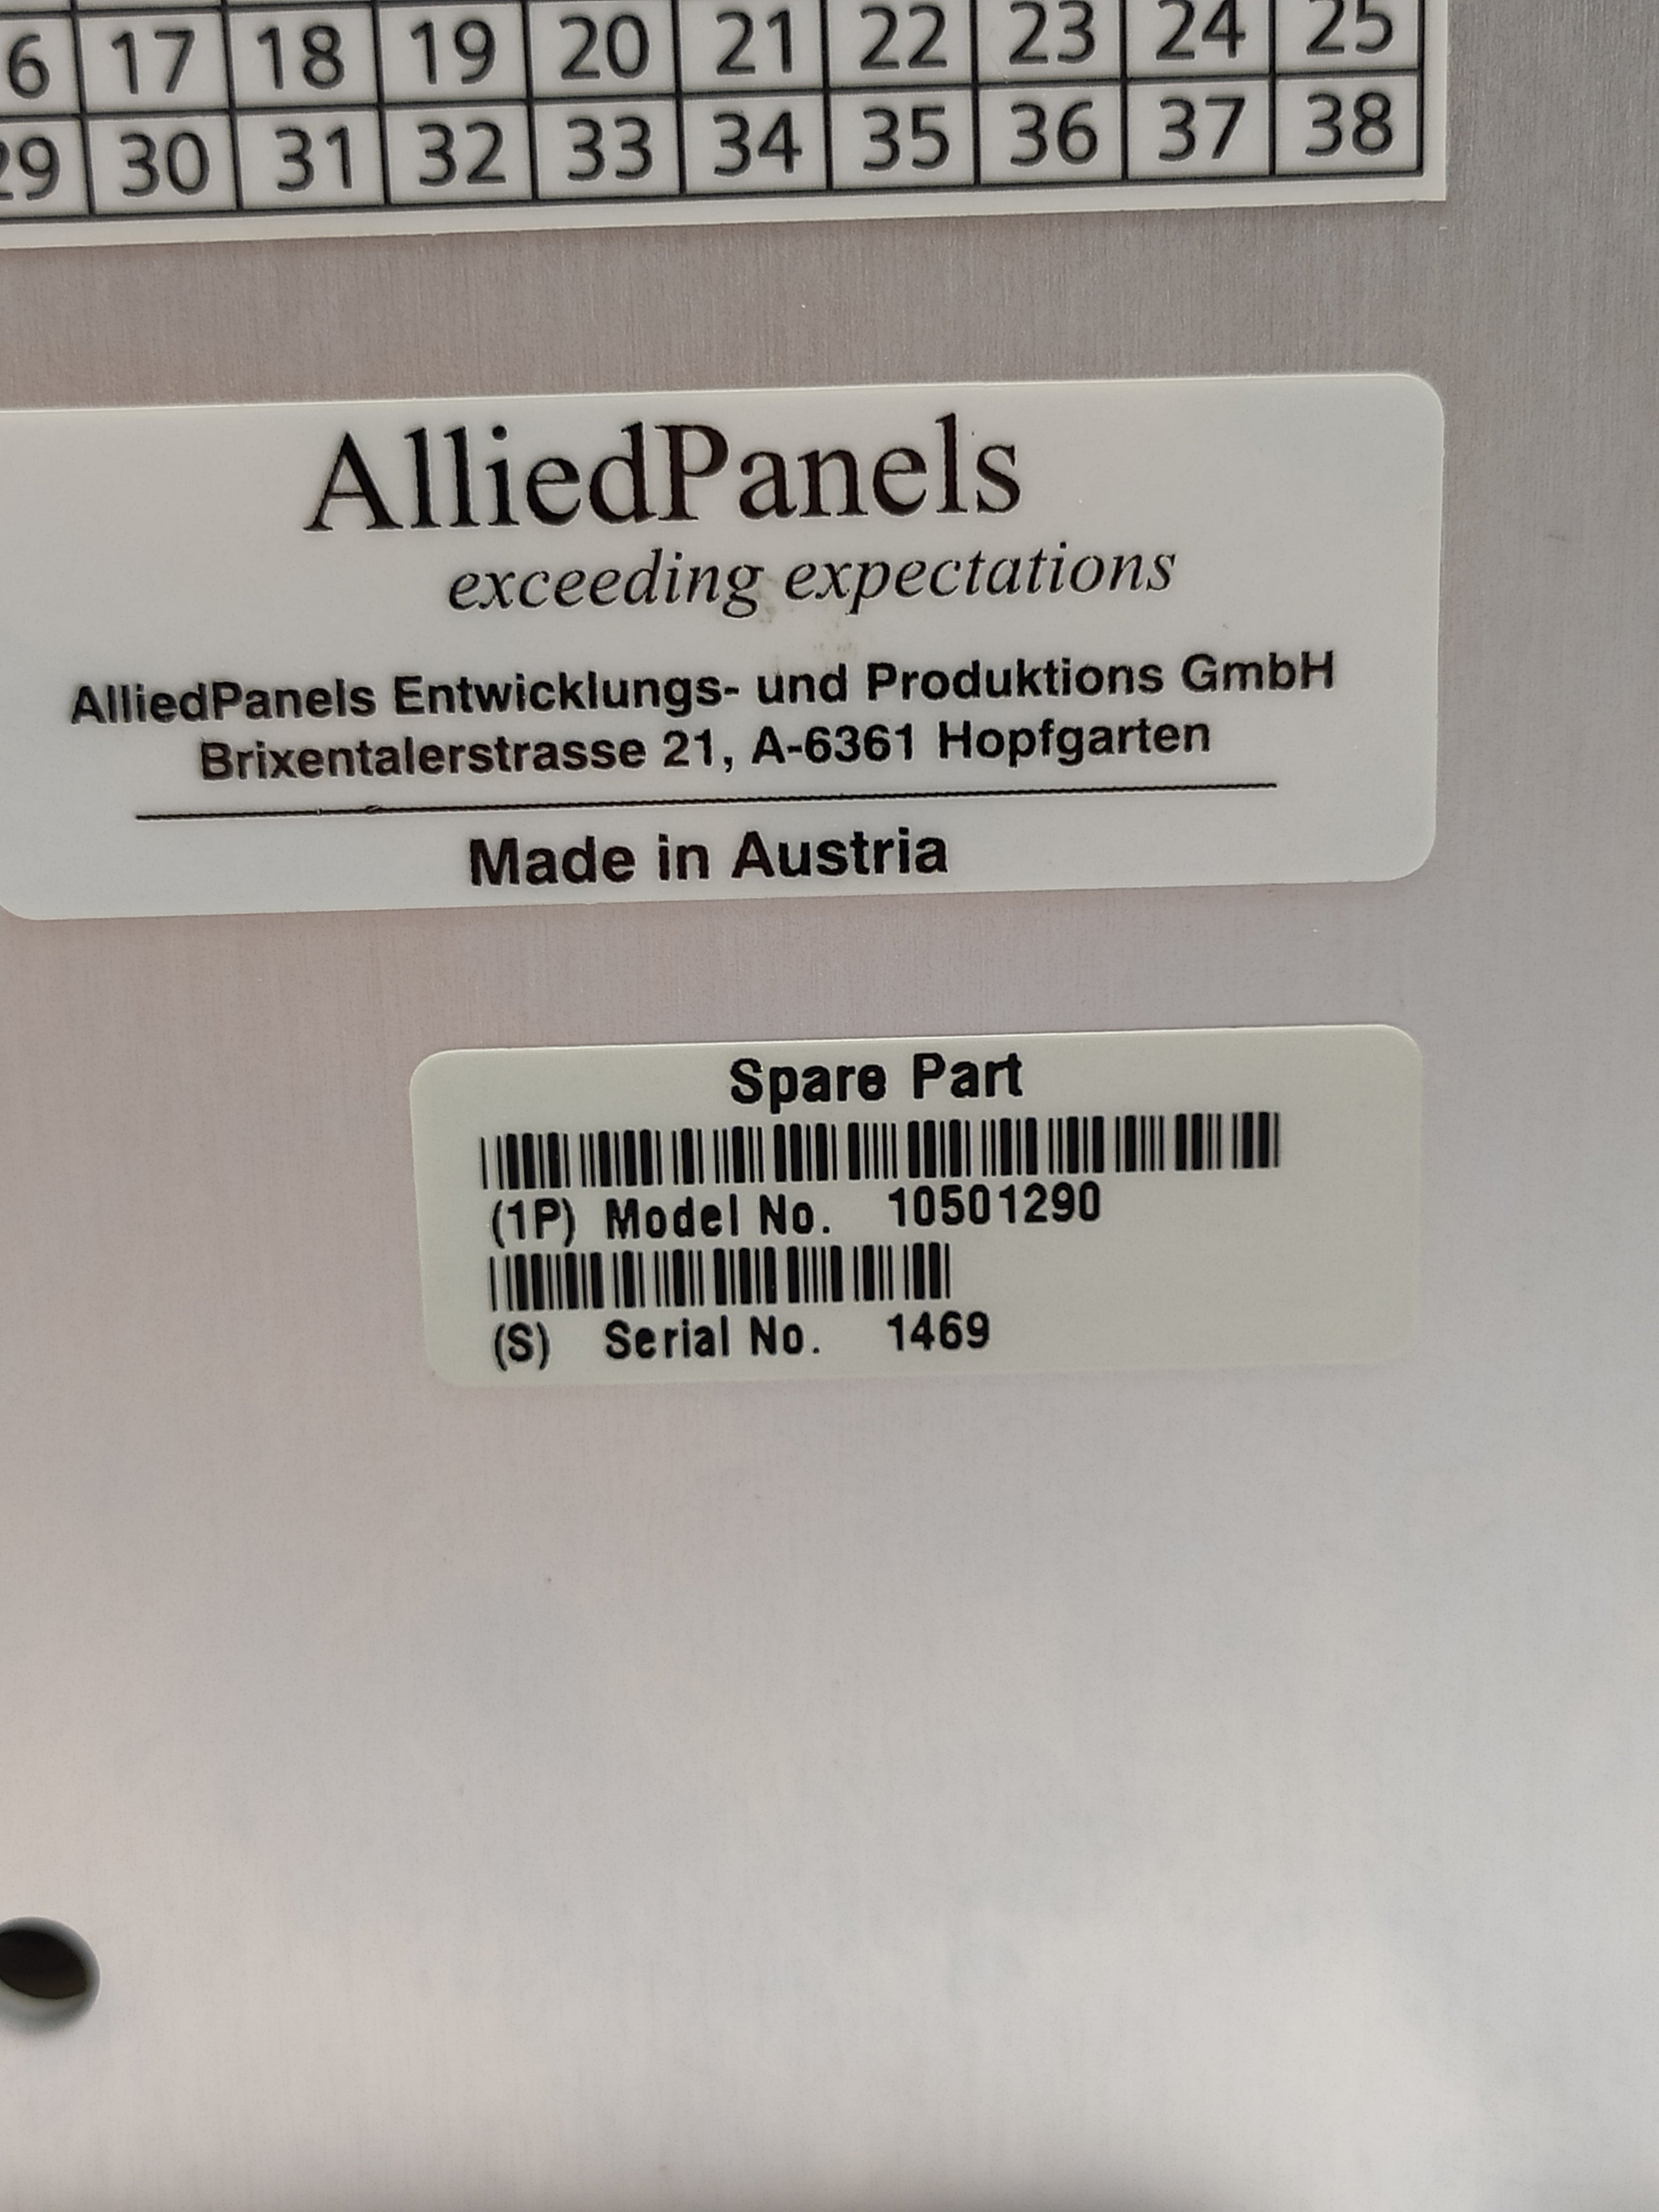 17 18 19 20 21 22 23 24 25
30 31 32 33 34 35 36 37 38
AlliedPanels
exceeding expectations
AlliedPanels Entwicklungs- und Produktions GmbH
Brixentalerstrasse 21, A-6361 Hopfgarten
Made in Austria
Spare Part
(1P) Model No. 10501290
(S) Serial No. 1469